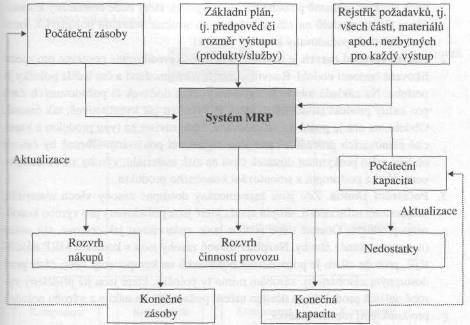 Počáteční zásoby
Základní plán,
tj. předpověď či
rozměr výstupu
(produkty/služby)
Rejstřík požadavků, tj.
všech částí, materiálů
apod., nezbytných
pro každý výstup
Systém MRP
Aktualizace
Počáteční
kapacita
Aktualizace
Rozvrh
nákupů
Rozvrh
činností provozu
Nedostatky
Konečné
zásoby
Konečná
kapacita